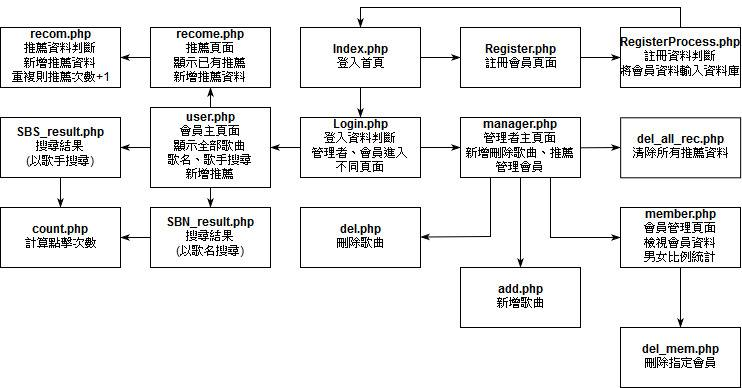 recom.php
推薦資料判斷
新增推薦資料
重複則推薦次數+1
recome.php
推薦頁面
顯示已有推薦
新增推薦資料
Index.php
登入首頁
Register.php
註冊會員頁面
RegisterProcess.php
註冊資料判斷
將會員資料輸入資料庫
SBS_result.php
搜尋結果
(以歌手搜尋)
user.php
會員主頁面
顯示全部歌曲
歌名、歌手搜尋
新增推薦
Login.php
登入資料判斷
管理者、會員進入
不同頁面
manager.php
管理者主頁面
新增刪除歌曲、推薦
管理會員
del_all_rec.php
清除所有推薦資料
count.php
計算點擊次數
SBN_result.php
搜尋結果
(以歌名搜尋)
del.php
刪除歌曲
member.php
會員管理頁面
檢視會員資料
男女比例統計
add.php
新增歌曲
del_mem.php
刪除指定會員